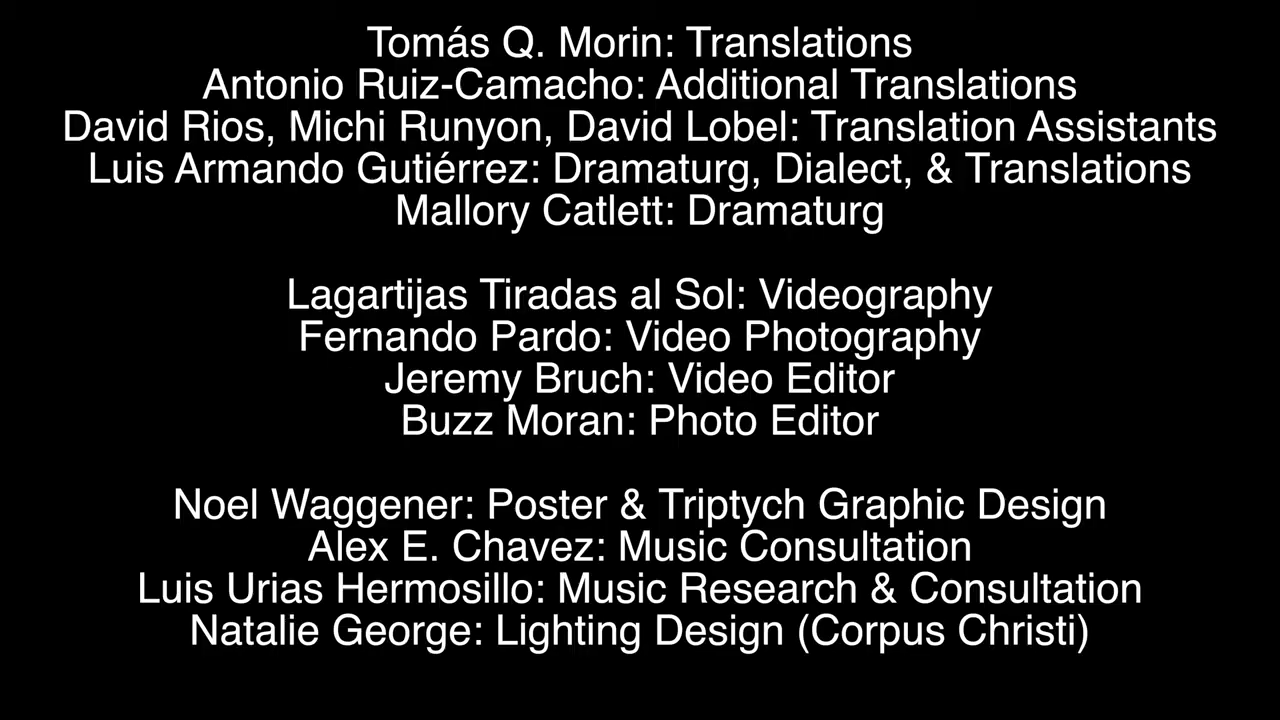 Tomás Q. Morin: Translations
Antonio Ruiz-Camacho: Additional Translations
David Rios, Michi Runyon, David Lobel: Translation Assistants
Luis Armando Gutiérrez: Dramaturg, Dialect, & Translations
Mallory Catlett: Dramaturg
Lagartijas Tiradas al Sol: Videography
Fernando Pardo: Video Photography
Jeremy Bruch: Video Editor
Buzz Moran: Photo Editor
Noel Waggener: Poster & Triptych Graphic Design
Alex E. Chavez: Music Consultation
Luis Urias Hermosillo: Music Research & Consultation
Natalie George: Lighting Design (Corpus Christi)